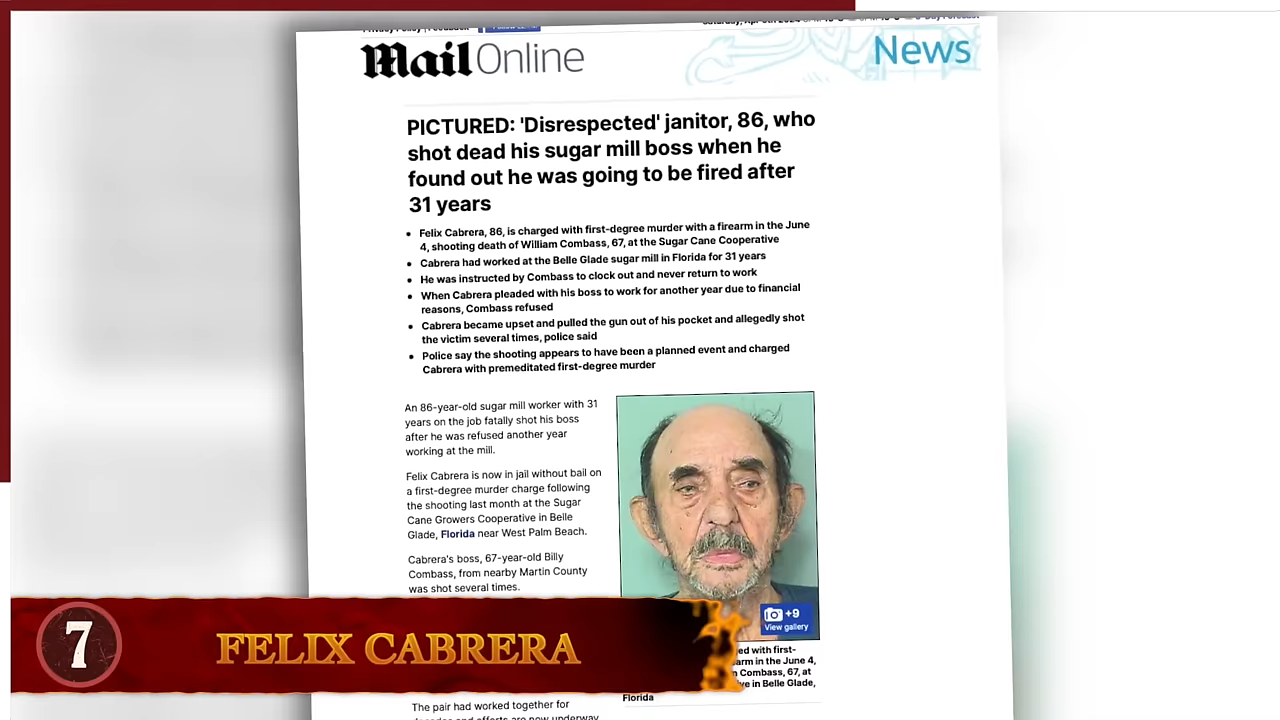 Mail Online
News
PICTURED: 'Disrespected' janitor, 86, who
shot dead his sugar mill boss when he
found out he was going to be fired after
31 years
• Felix Cabrera, 86, is charged with first-degree murder with a firearm in the June
4, shooting death of William Combass, 67, at the Sugar Cane Cooperative
• Cabrera had worked at the Belle Glade sugar mill in Florida for 31 years
• He was instructed by Combass to clock out and never return to work
• When Cabrera pleaded with his boss to work for another year due to financial
reasons, Combass refused
• Cabrera became upset and pulled the gun out of his pocket and allegedly shot
the victim several times, police said
• Police say the shooting appears to have been a planned event and charged
Cabrera with premeditated first-degree murder
An 86-year-old sugar mill worker with 31
years on the job fatally shot his boss
after he was refused another year
working at the mill.
Felix Cabrera is now in jail without bail on
a first-degree murder charge following
the shooting last month at the Sugar
Cane Growers Cooperative in Belle
Glade, Florida near West Palm Beach.
Cabrera's boss, 67-year-old Billy
Combass, from nearby Martin County
was shot several times.
+9
View gallery
with first-
in the June 4,
Combass, 67, at
in Belle Glade,
Florida
7
FELIX CABRERA
The pair had worked together for
and efforts are now underway